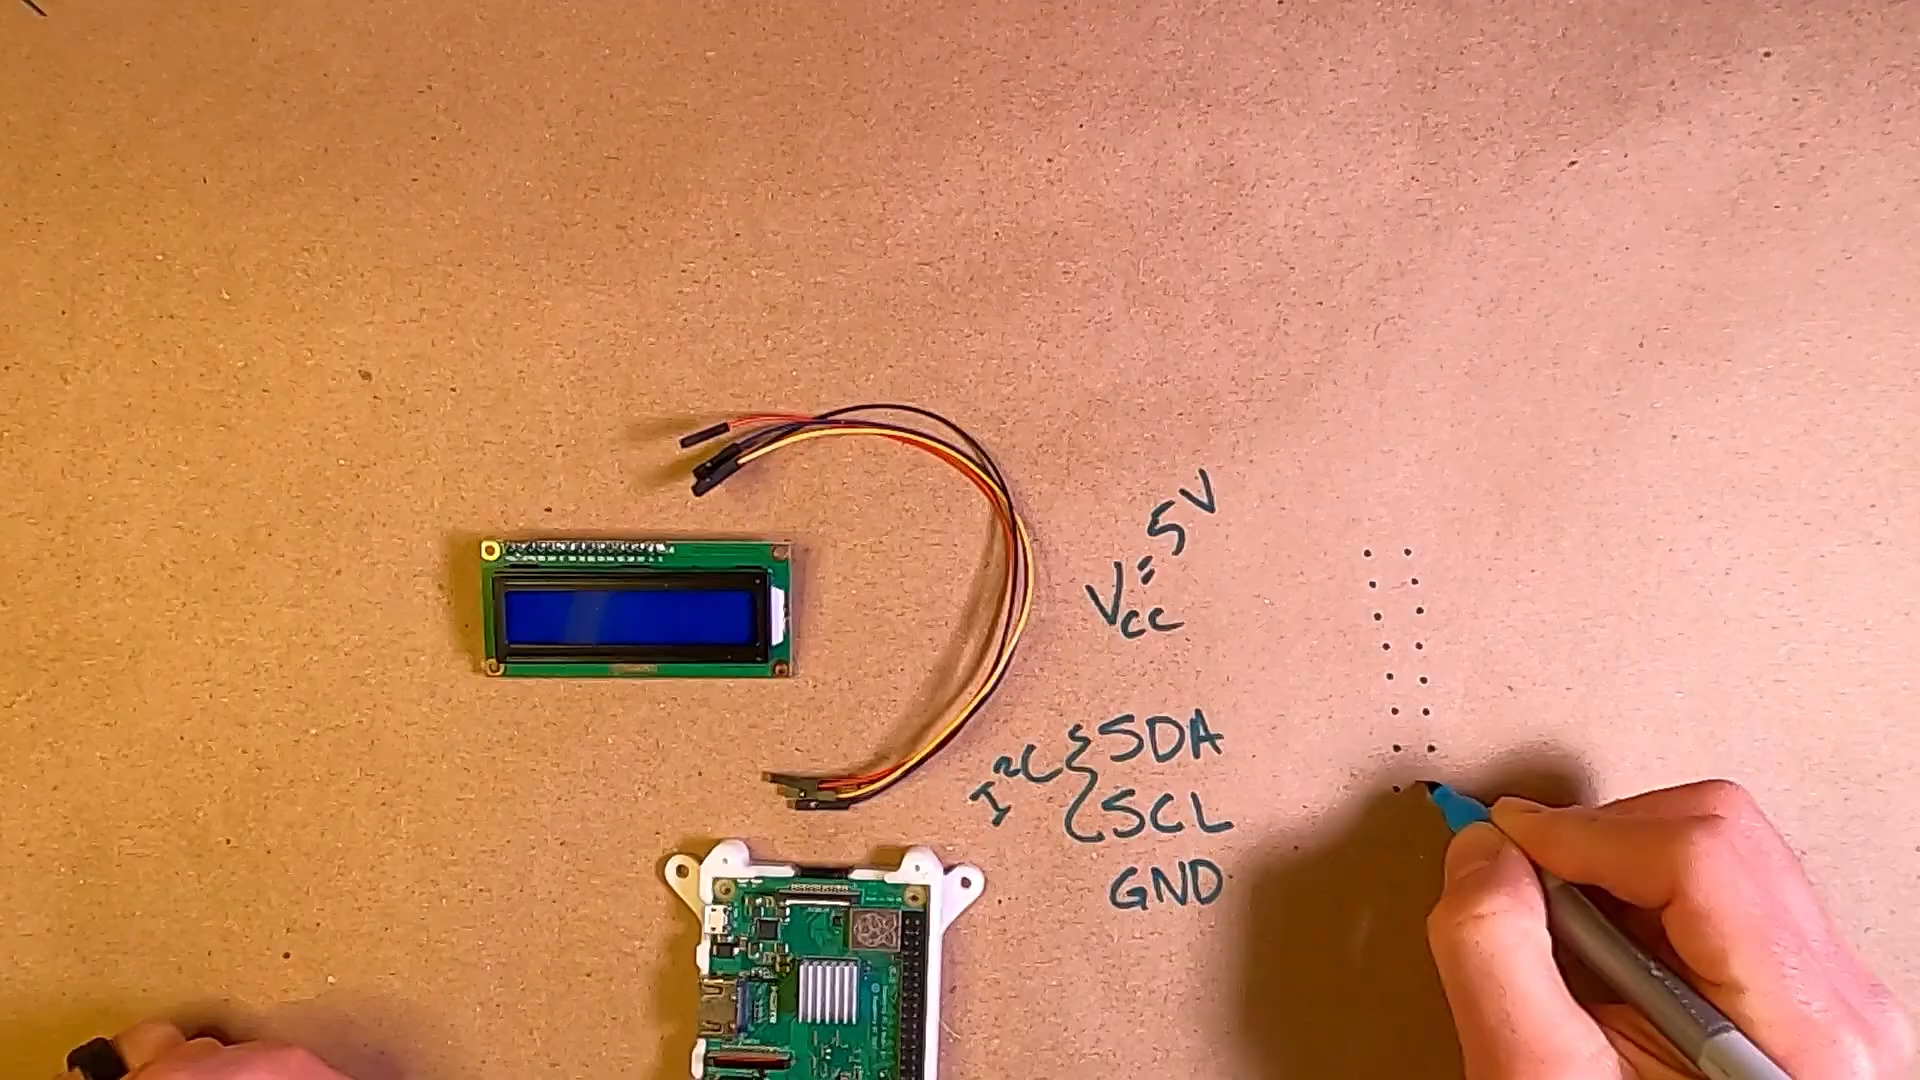 Vcc = 5V
I²C { SDA
SCL
GND